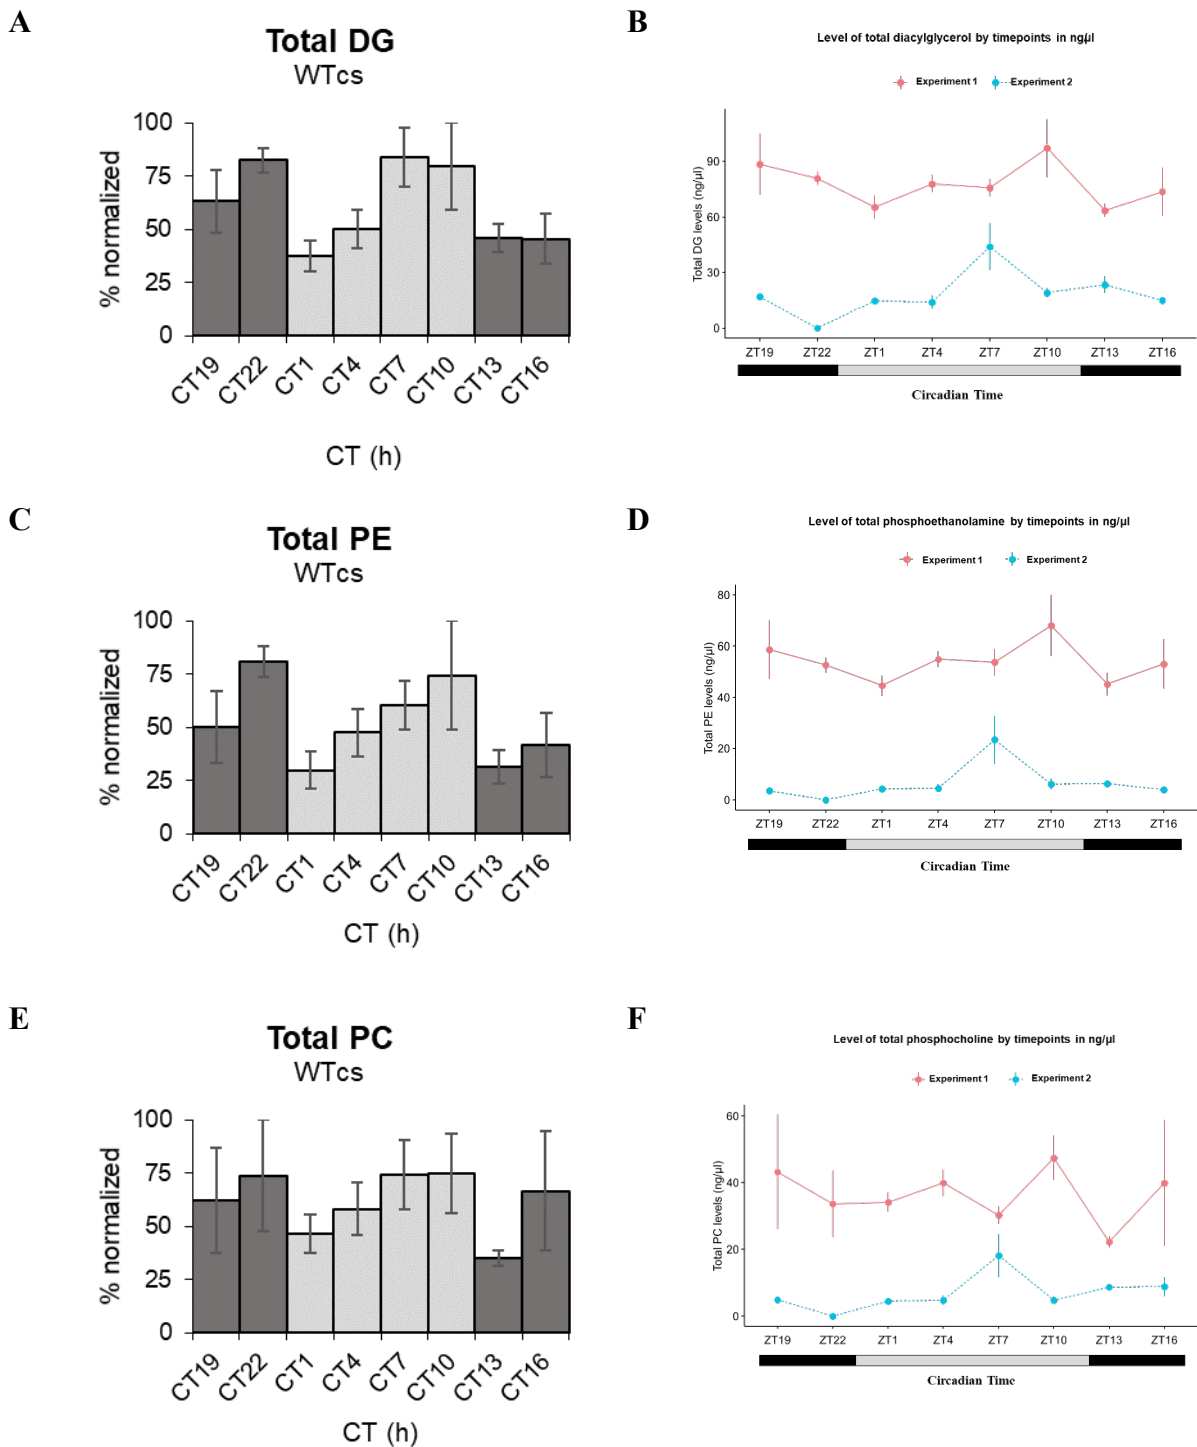 A
Total DG
WTcs
% normalized
100
75
50
25
0
CT19 CT22 CT1 CT4 CT7 CT10 CT13 CT16
CT (h)
B
Level of total diacylglycerol by timepoints in ng/µl
Experiment 1 Experiment 2
Total DG levels (ng/µl)
90
60
30
0
ZT19 ZT22 ZT1 ZT4 ZT7 ZT10 ZT13 ZT16
Circadian Time
C
Total PE
WTcs
% normalized
100
75
50
25
0
CT19 CT22 CT1 CT4 CT7 CT10 CT13 CT16
CT (h)
D
Level of total phosphoethanolamine by timepoints in ng/µl
Experiment 1 Experiment 2
Total PE levels (ng/µl)
80
60
40
20
0
ZT19 ZT22 ZT1 ZT4 ZT7 ZT10 ZT13 ZT16
Circadian Time
E
Total PC
WTcs
% normalized
100
75
50
25
0
CT19 CT22 CT1 CT4 CT7 CT10 CT13 CT16
CT (h)
F
Level of total phosphocholine by timepoints in ng/µl
Experiment 1 Experiment 2
Total PC levels (ng/µl)
60
40
20
0
ZT19 ZT22 ZT1 ZT4 ZT7 ZT10 ZT13 ZT16
Circadian Time